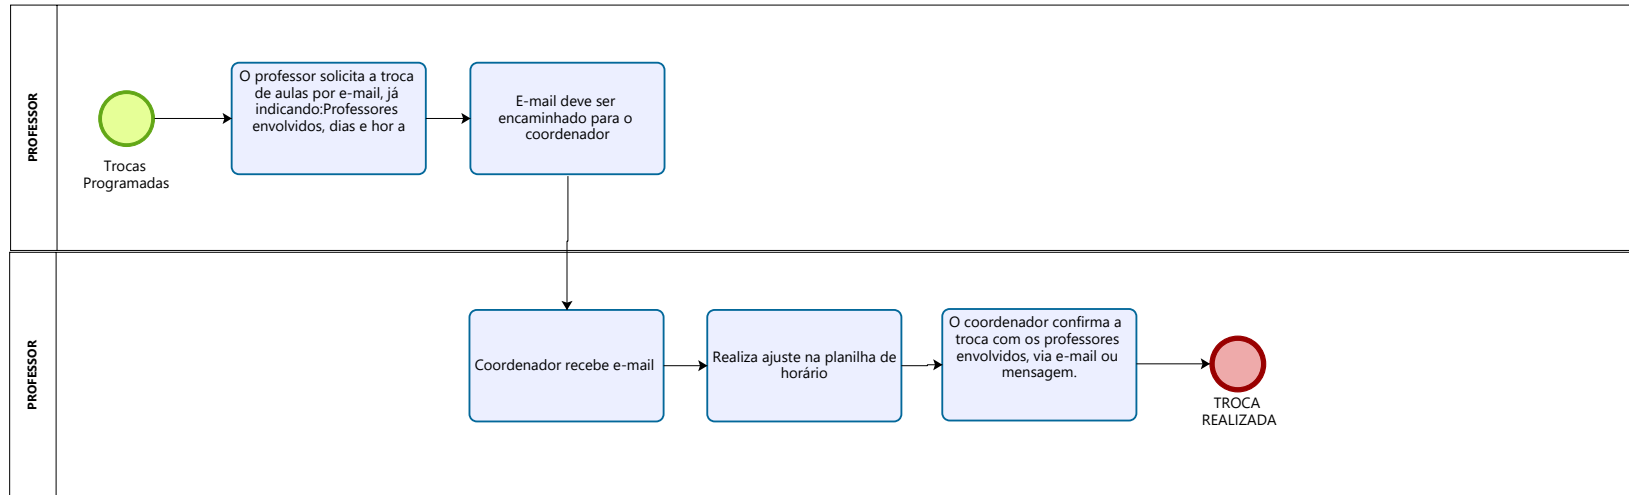 PROFESSOR
Trocas
Programadas
O professor solicita a troca
de aulas por e-mail, já
indicando:Professores
envolvidos, dias e hor a
E-mail deve ser
encaminhado para o
coordenador
PROFESSOR
Coordenador recebe e-mail
Realiza ajuste na planilha de
horário
O coordenador confirma a
troca com os professores
envolvidos, via e-mail ou
mensagem.
TROCA
REALIZADA